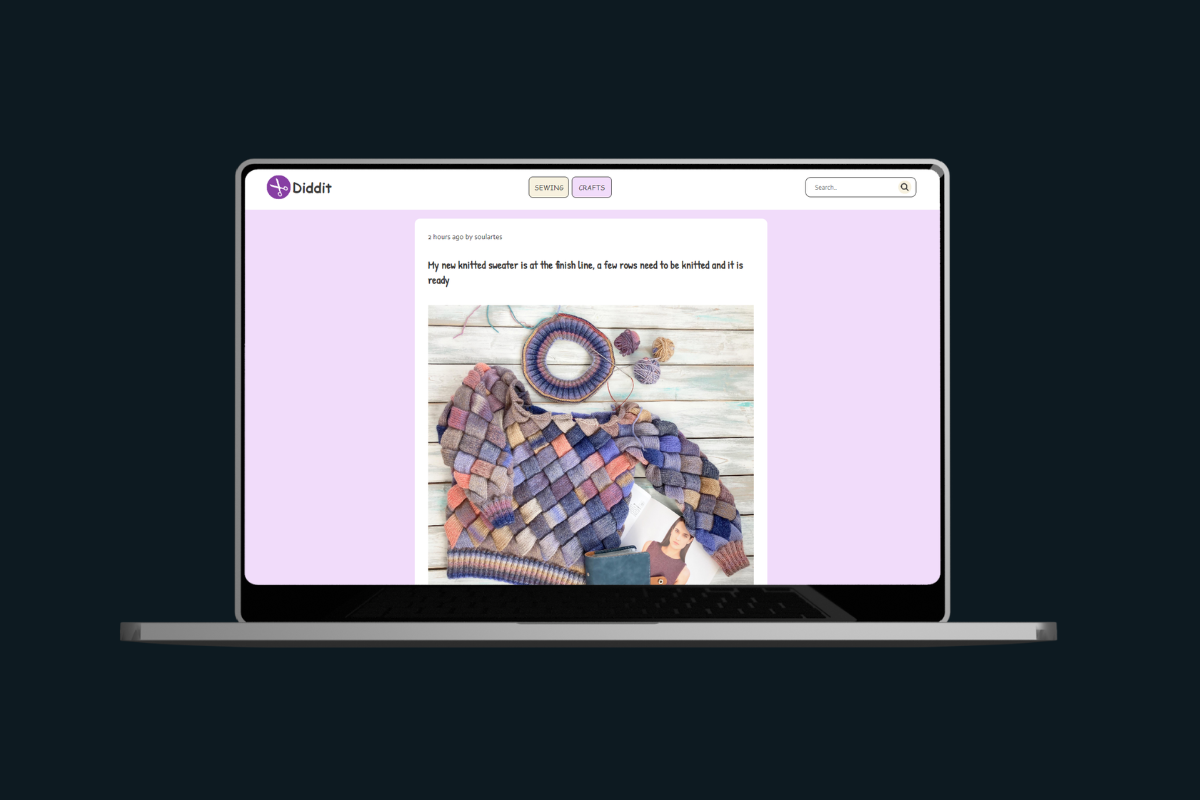 Diddit
SEWING
CRAFTS
Search..
2 hours ago by soulartes
My new knitted sweater is at the finish line, a few rows need to be knitted and it is
ready